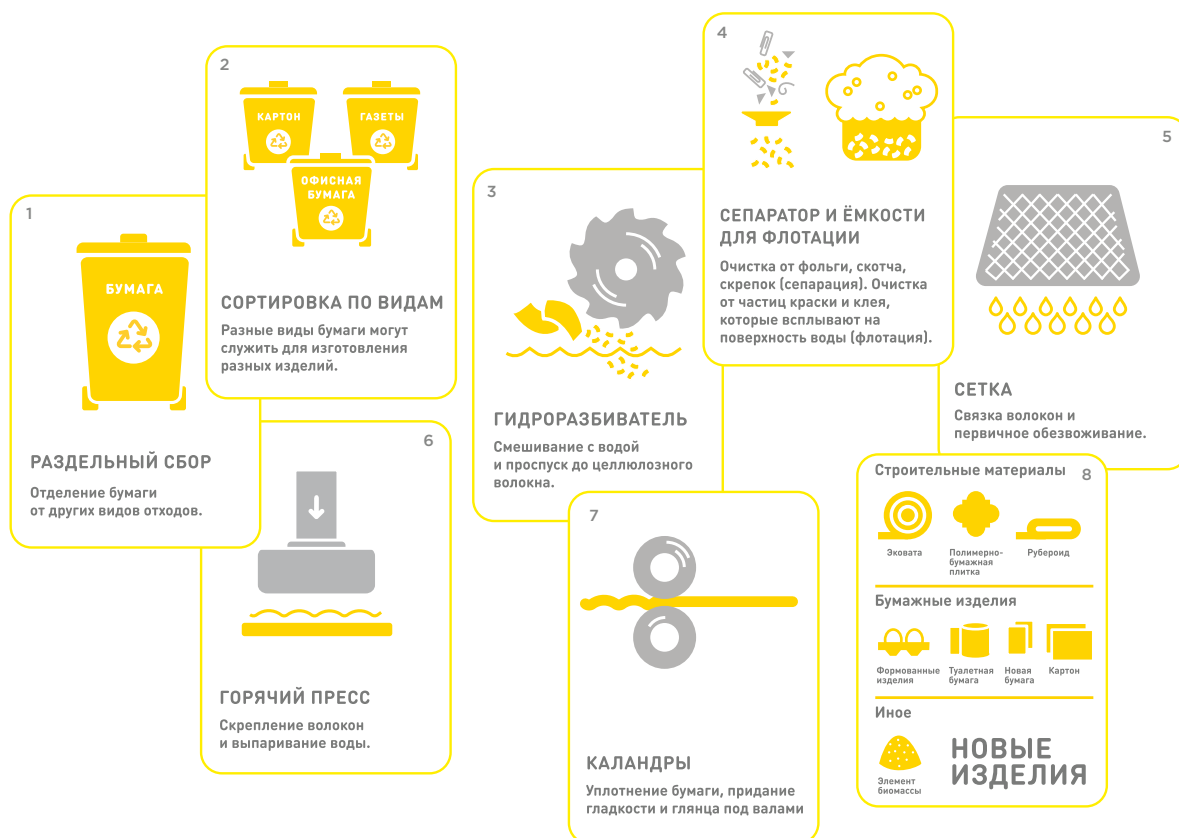 1
БУМАГА
РАЗДЕЛЬНЫЙ СБОР
Отделение бумаги
от других видов отходов.
2
КАРТОН
ГАЗЕТЫ
ОФИСНАЯ
БУМАГА
СОРТИРОВКА ПО ВИДАМ
Разные виды бумаги могут
служить для изготовления
разных изделий.
3
ГИДРОРАЗБИВАТЕЛЬ
Смешивание с водой
и проспуск до целлюлозного
волокна.
4
СЕПАРАТОР И ЁМКОСТИ
ДЛЯ ФЛОТАЦИИ
Очистка от фольги, скотча,
скрепок (сепарация). Очистка
от частиц краски и клея,
которые всплывают на
поверхность воды (флотация).
5
СЕТКА
Связка волокон и
первичное обезвоживание.
6
ГОРЯЧИЙ ПРЕСС
Скрепление волокон
и выпаривание воды.
7
КАЛАНДРЫ
Уплотнение бумаги, придание
гладкости и глянца под валами
8
Строительные материалы
Эковата
Полимерно-
бумажная
плитка
Рубероид
Бумажные изделия
Формованные
изделия
Туалетная
бумага
Новая
бумага
Картон
Иное
Элемент
биомассы
НОВЫЕ
ИЗДЕЛИЯ